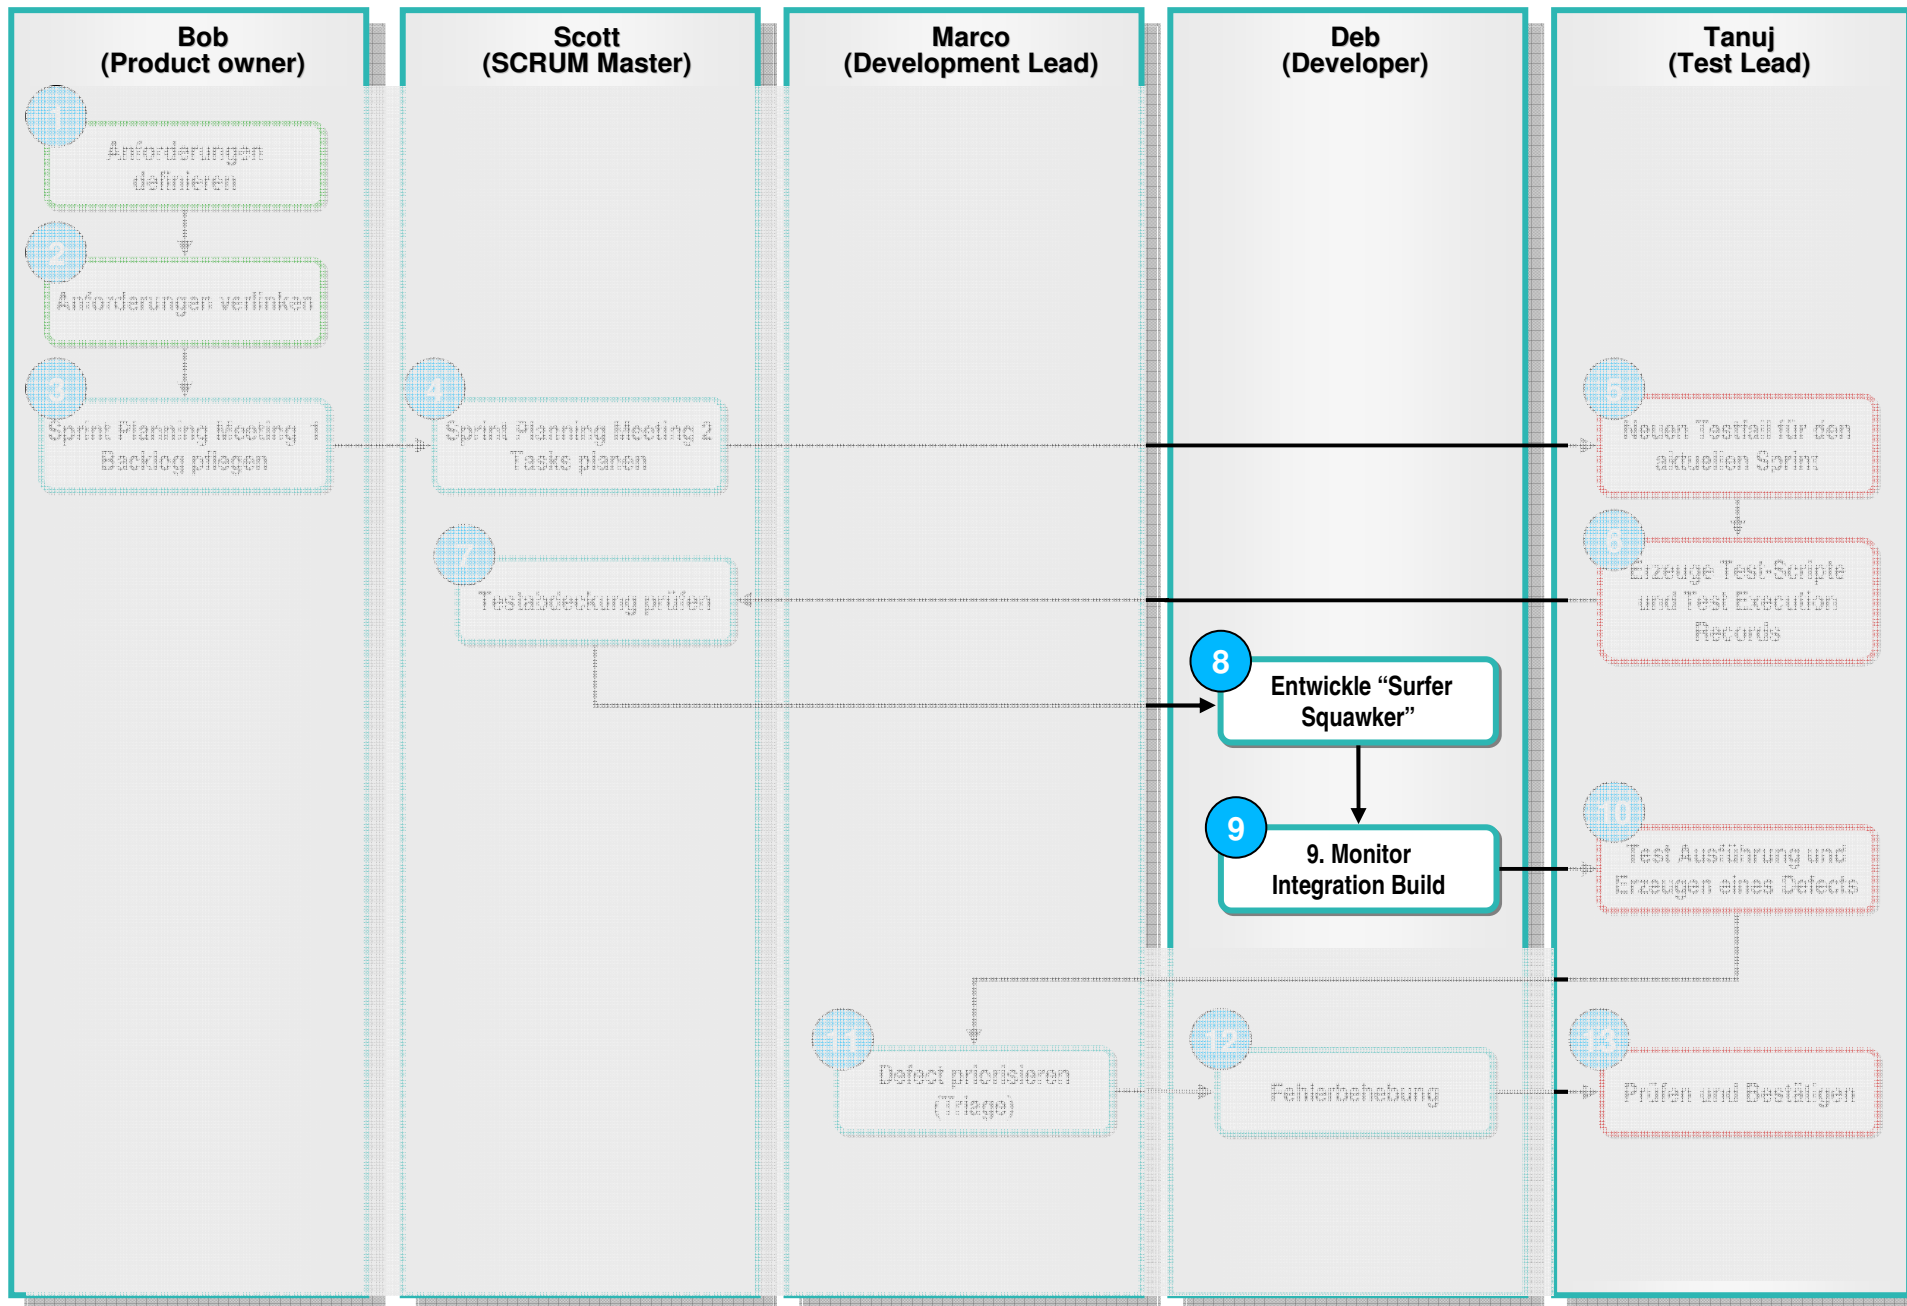 Bob
(Product owner)
Scott
(SCRUM Master)
Marco
(Development Lead)
Deb
(Developer)
Tanuj
(Test Lead)
1
Anforderungen
definieren
2
Anforderungen verlinken
3
Sprint Planning Meeting 1
Backlog pflegen
4
Sprint Planning Meeting 2
Tasks planen
5
Neuen Testfall für den
aktuellen Sprint
6
Erzeuge Test-Scripte
und Test Execution
Records
7
Testabdeckung prüfen
8
Entwickle “Surfer
Squawker”
9
9. Monitor
Integration Build
10
Test Ausführung und
Erzeugen eines Defects
11
Defect priorisieren
(Triage)
12
Fehlerbehebung
13
Prüfen und Bestätigen